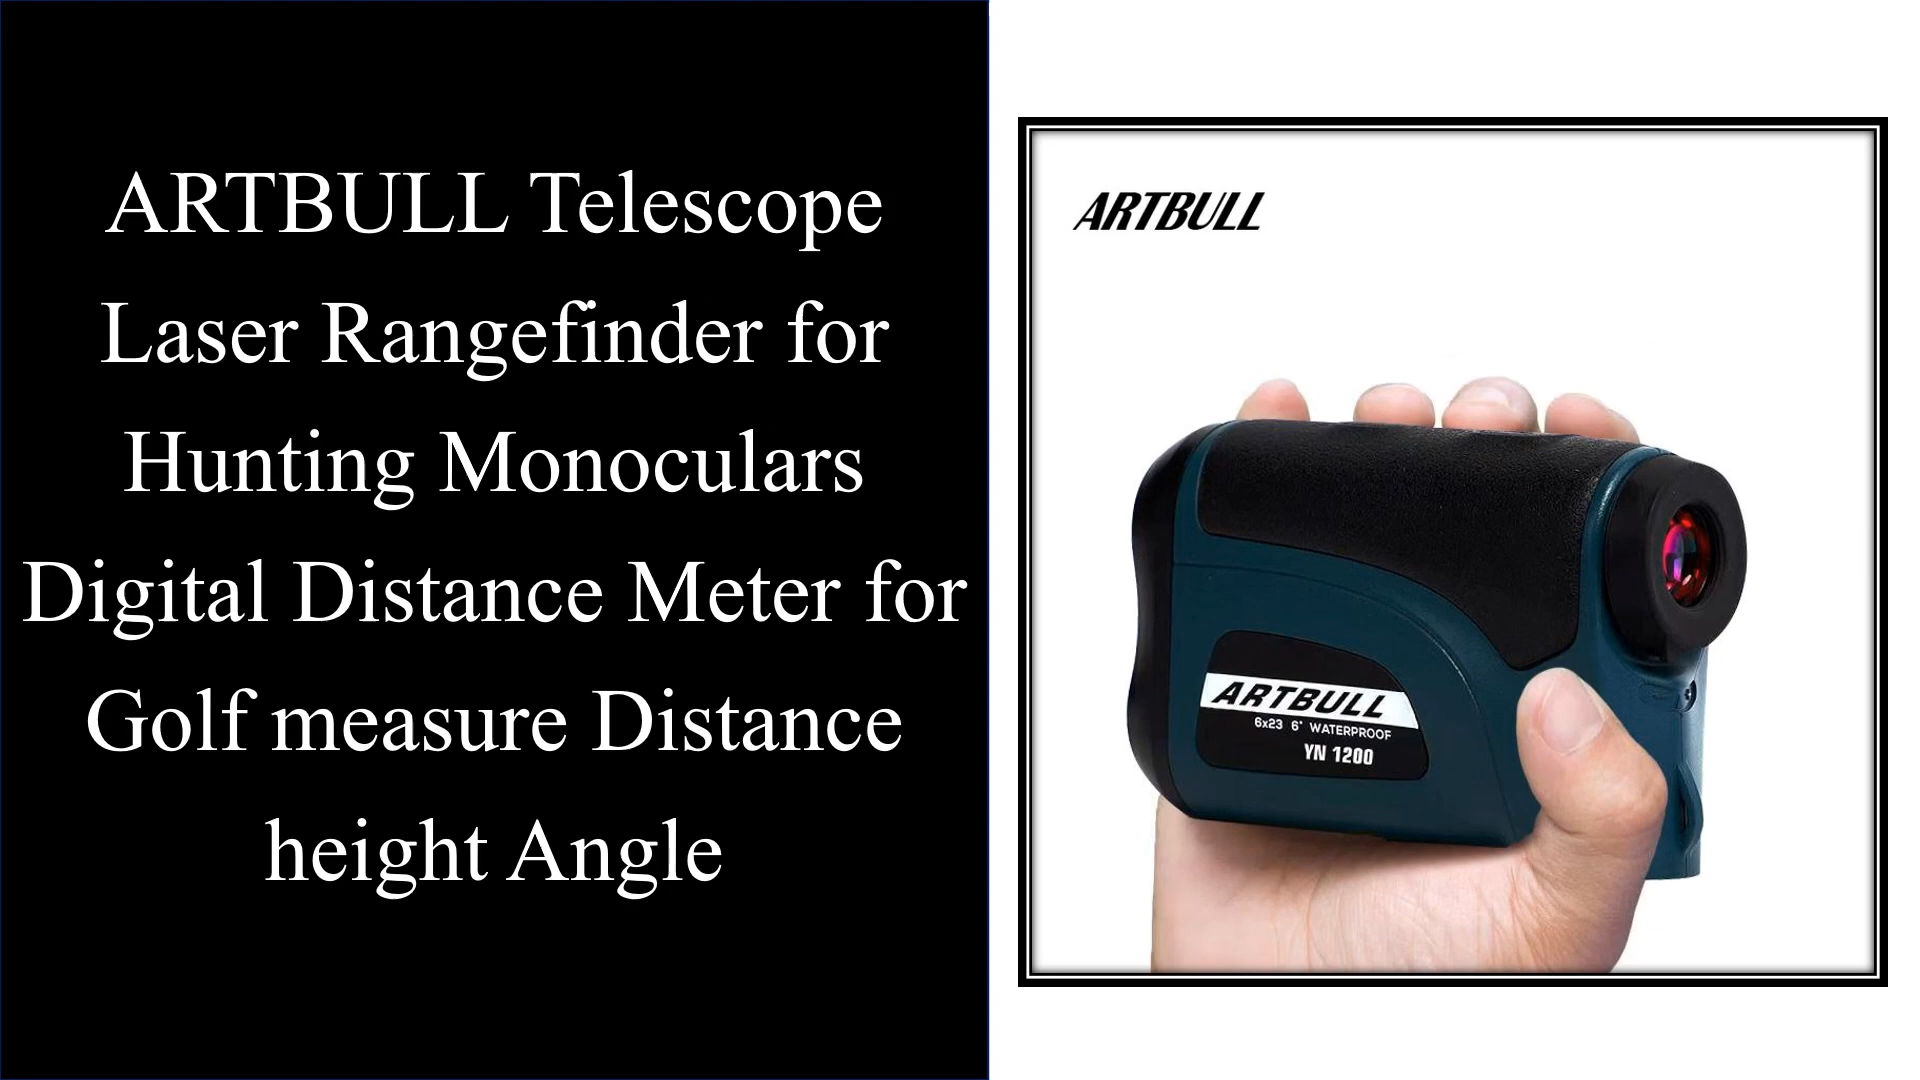 ARTBULL Telescope
Laser Rangefinder for
Hunting Monoculars
Digital Distance Meter for
Golf measure Distance
height Angle
ARTBULL
ARTBULL
6x23 6° WATERPROOF
YN 1200